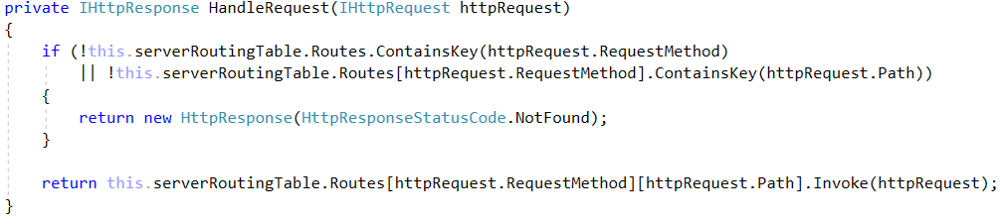 private IHttpResponse HandleRequest(IHttpRequest httpRequest)
{
    if (!this.serverRoutingTable.Routes.ContainsKey(httpRequest.RequestMethod)
        || !this.serverRoutingTable.Routes[httpRequest.RequestMethod].ContainsKey(httpRequest.Path))
    {
        return new HttpResponse(HttpResponseStatusCode.NotFound);
    }

    return this.serverRoutingTable.Routes[httpRequest.RequestMethod][httpRequest.Path].Invoke(httpRequest);
}